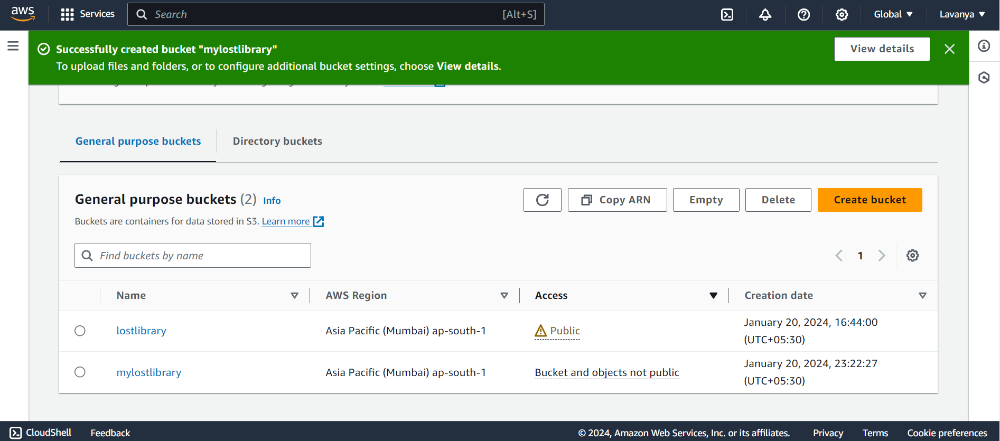 aws
Services
Search [Alt+S]
Global
Lavanya
Successfully created bucket "mylostlibrary"
To upload files and folders, or to configure additional bucket settings, choose View details.
View details
General purpose buckets
Directory buckets
General purpose buckets (2) Info
Buckets are containers for data stored in S3. Learn more
Copy ARN
Empty
Delete
Create bucket
Find buckets by name
1
Name AWS Region Access Creation date
lostlibrary Asia Pacific (Mumbai) ap-south-1 Public January 20, 2024, 16:44:00
(UTC+05:30)
mylostlibrary Asia Pacific (Mumbai) ap-south-1 Bucket and objects not public January 20, 2024, 23:22:27
(UTC+05:30)
CloudShell Feedback © 2024, Amazon Web Services, Inc. or its affiliates. Privacy Terms Cookie preferences